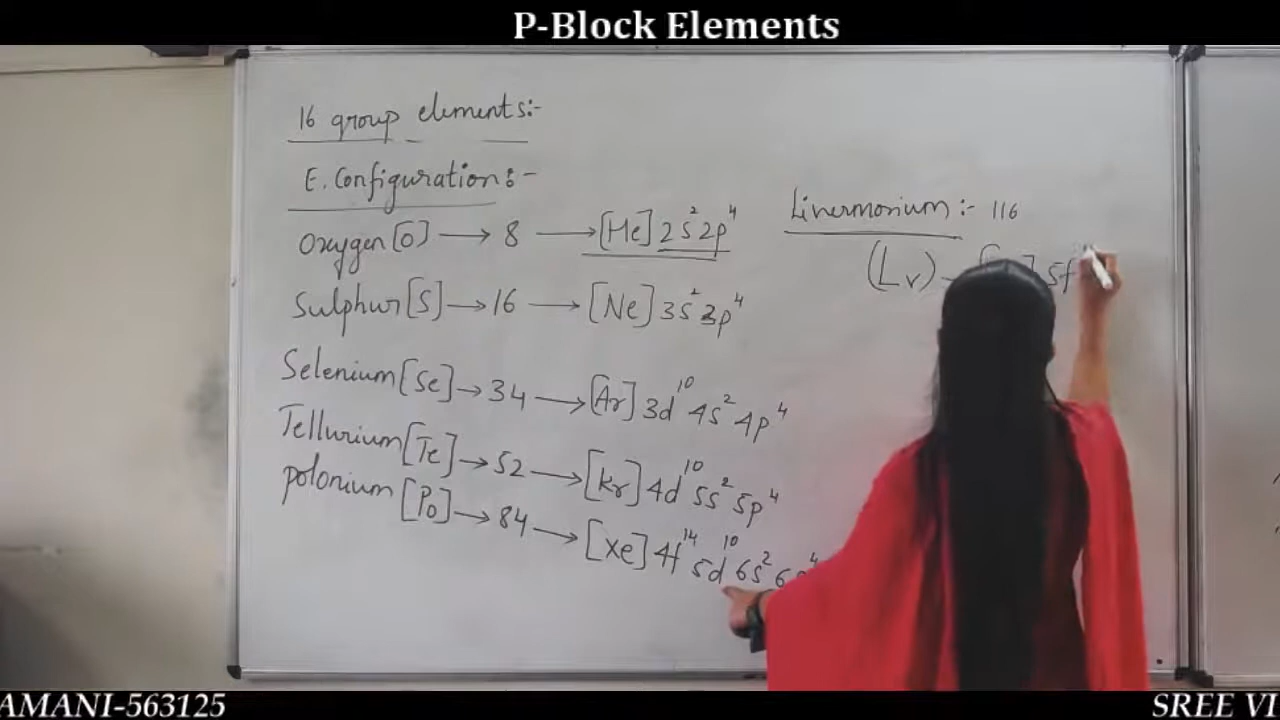 P-Block Elements
16 group elements:-
E. Configuration:-
Oxygen[O] → 8 → [He] 2s² 2p⁴
Sulphur[S] → 16 → [Ne] 3s² 3p⁴
Selenium[Se] → 34 → [Ar] 3d¹⁰ 4s² 4p⁴
Tellurium[Te] → 52 → [Kr] 4d¹⁰ 5s² 5p⁴
polonium [Po] → 84 → [Xe] 4f¹⁴ 5d¹⁰ 6s² 6p⁴
Livermorium:- 116
(Lv) - 5f
AMANI-563125
SREE VI